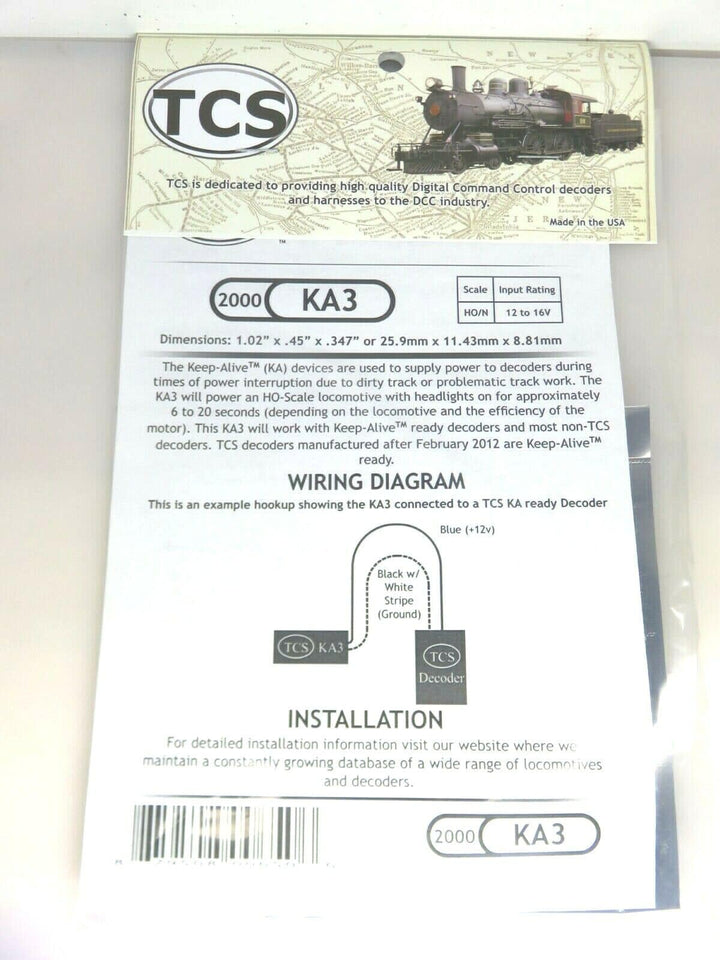 TCS
TCS is dedicated to providing high quality Digital Command Control decoders
and harnesses to the DCC industry.
Made in the USA
™
2000 KA3
Scale Input Rating
HO/N 12 to 16V
Dimensions: 1.02" x .45" x .347" or 25.9mm x 11.43mm x 8.81mm
The Keep-Alive™ (KA) devices are used to supply power to decoders during
times of power interruption due to dirty track or problematic track work. The
KA3 will power an HO-Scale locomotive with headlights on for approximately
6 to 20 seconds (depending on the locomotive and the efficiency of the
motor). This KA3 will work with Keep-Alive™ ready decoders and most non-TCS
decoders. TCS decoders manufactured after February 2012 are Keep-Alive™
ready.
WIRING DIAGRAM
This is an example hookup showing the KA3 connected to a TCS KA ready Decoder
Blue (+12v)
Black w/
White
Stripe
(Ground)
TCS KA3
TCS
Decoder
INSTALLATION
For detailed installation information visit our website where we
maintain a constantly growing database of a wide range of locomotives
and decoders.
2000 KA3